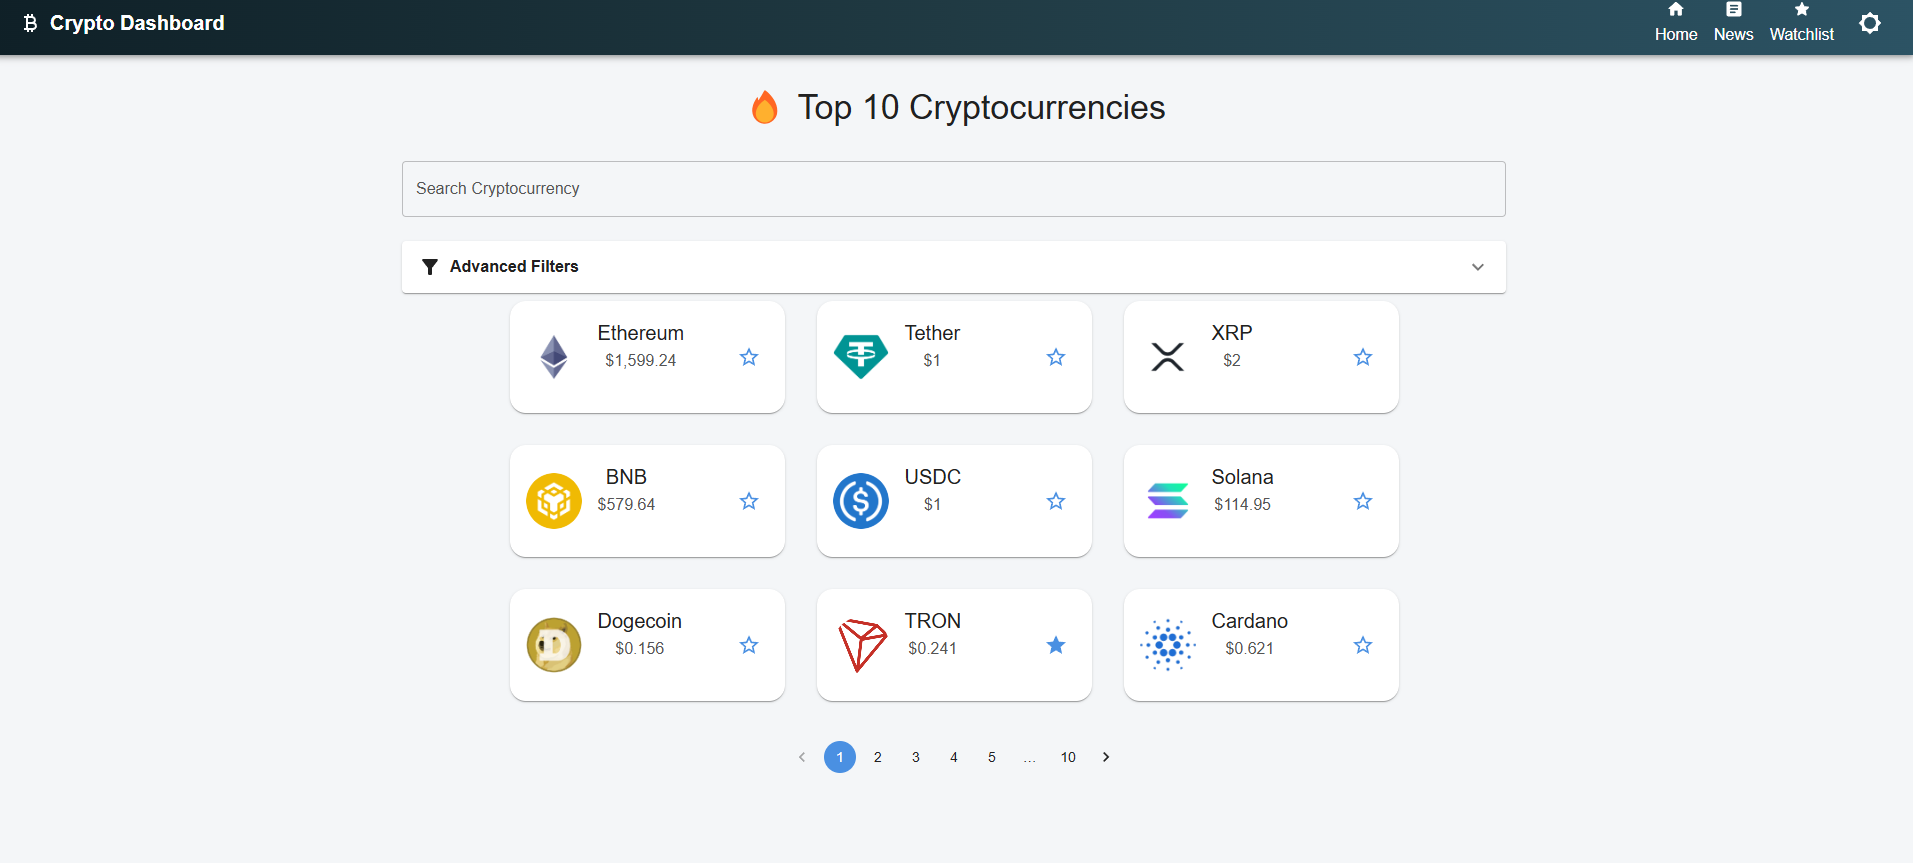 Crypto Dashboard
Home News Watchlist
Top 10 Cryptocurrencies
Search Cryptocurrency
Advanced Filters
Ethereum
$1,599.24
Tether
$1
XRP
$2
BNB
$579.64
USDC
$1
Solana
$114.95
Dogecoin
$0.156
TRON
$0.241
Cardano
$0.621
1 2 3 4 5 … 10